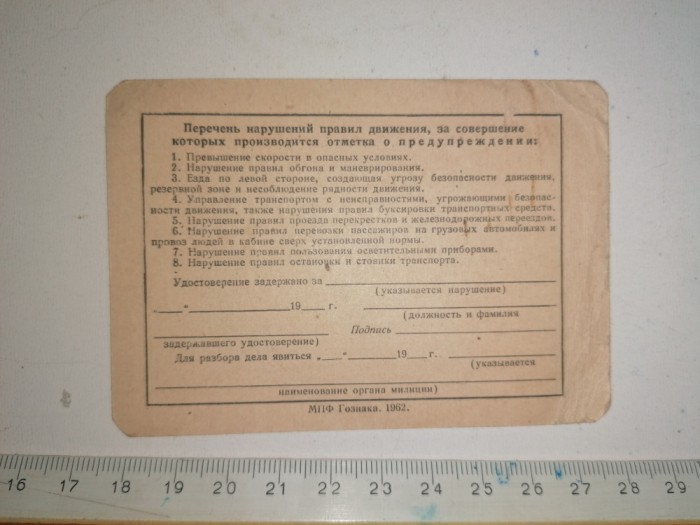 Перечень нарушений правил движения, за совершение
которых производится отметка о предупреждении:
1. Превышение скорости в опасных условиях.
2. Нарушение правил обгона и маневрирования.
3. Езда по левой стороне, создающая угрозу безопасности движения,
резервной зоне и несоблюдение рядности движения.
4. Управление транспортом с неисправностями, угрожающими безопас-
ности движения, также нарушения правил буксировки транспортных средств.
5. Нарушение правил проезда перекрестков и железнодорожных переездов.
6. Нарушение правил перевозки пассажиров на грузовых автомобилях и
провоз людей в кабине сверх установленной нормы.
7. Нарушение правил пользования осветительными приборами.
8. Нарушение правил остановки и стоянки транспорта.
Удостоверение задержано за
(указывается нарушение)
„ “ 19 г.
(должность и фамилия
Подпись
задержавшего удостоверение)
Для разбора дела явиться „ “ 19 г.
(указывается
наименование органа милиции)
МПФ Гознака. 1962.
16 17 18 19 20 21 22 23 24 25 26 27 28 29